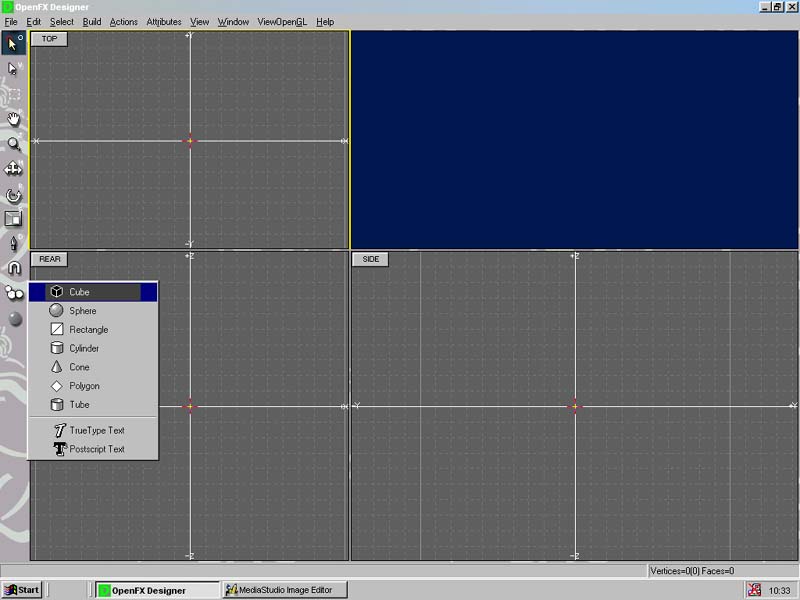 OpenFX Designer
File Edit Select Build Actions Attributes View Window ViewOpenGL Help
TOP
+Y
X
X
-Y
REAR
SIDE
+Z
+Z
Cube
Sphere
Rectangle
Cylinder
Cone
Polygon
Tube
TrueType Text
Postscript Text
X
-Y
-Z
-Z
Vertices=0[0] Faces=0
Start OpenFX Designer MediaStudio Image Editor 10:33